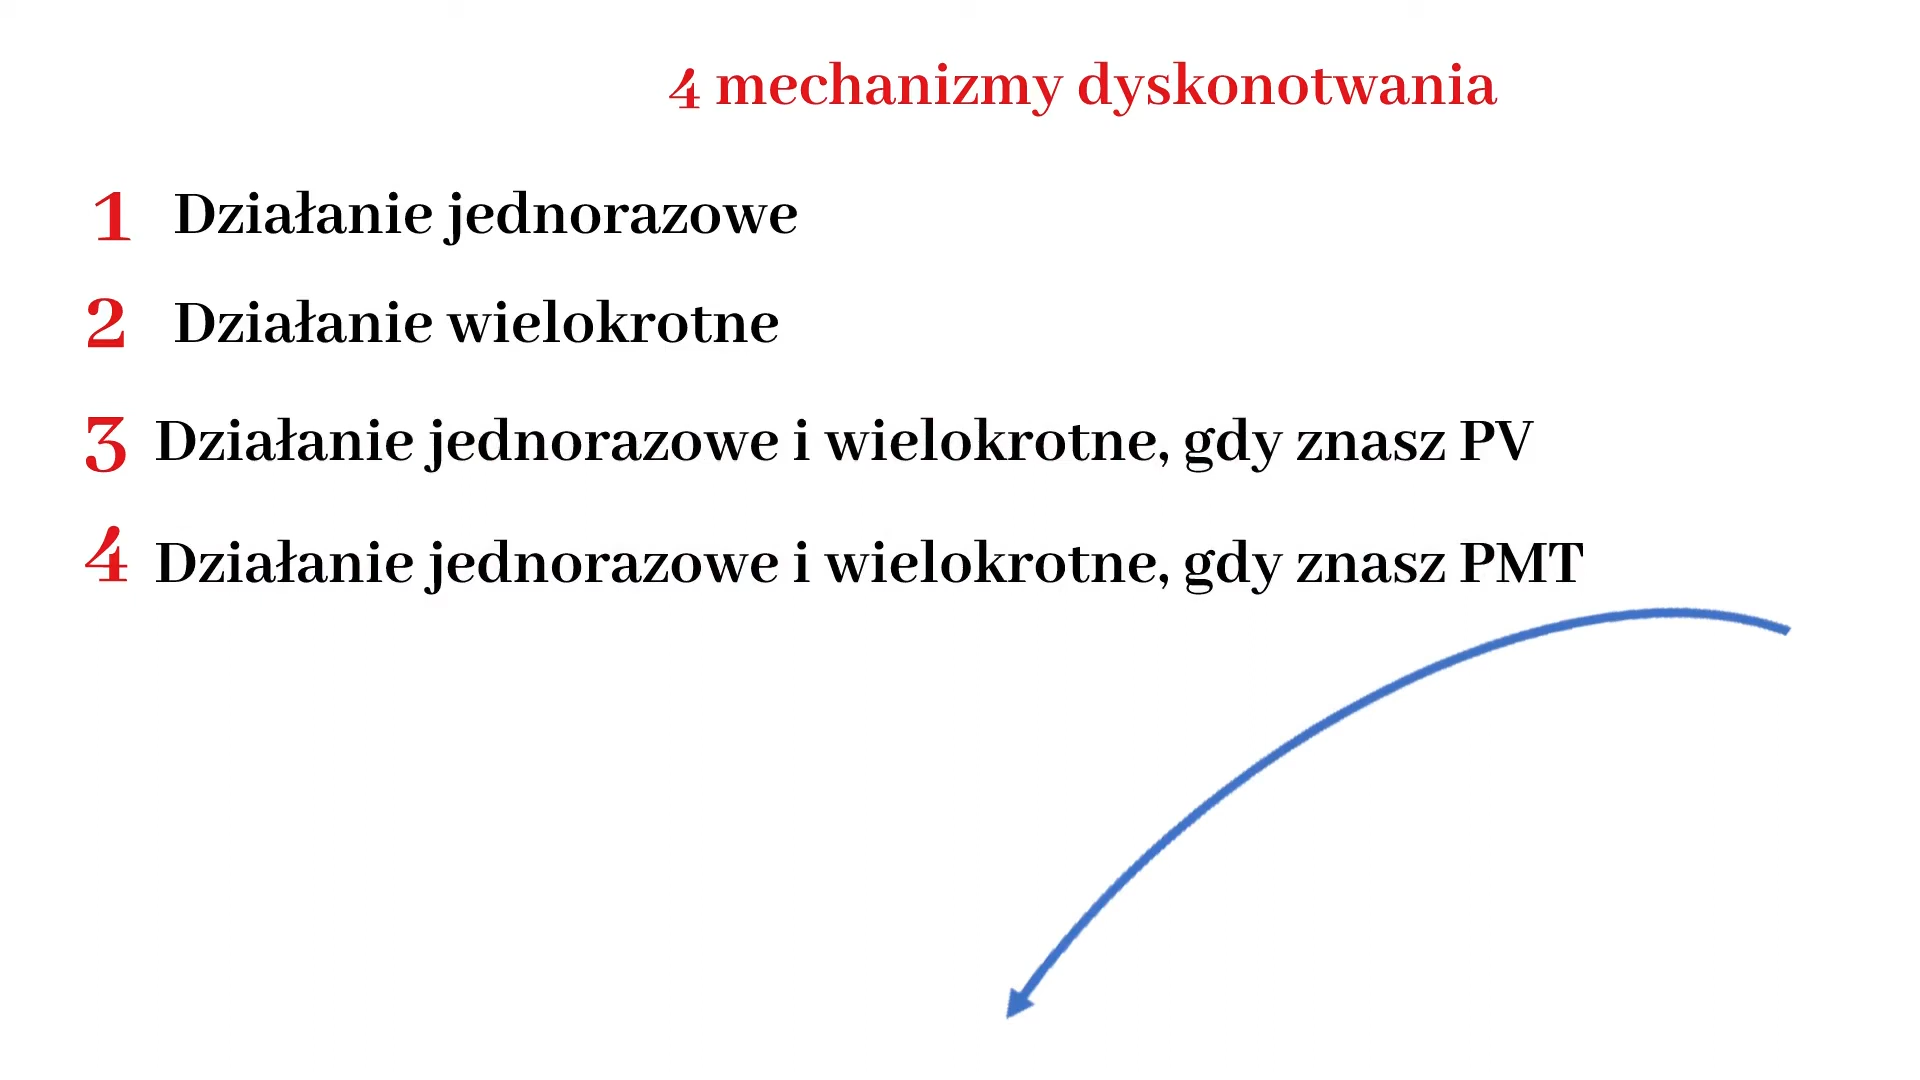 4 mechanizmy dyskonotwania
1 Działanie jednorazowe
2 Działanie wielokrotne
3 Działanie jednorazowe i wielokrotne, gdy znasz PV
4 Działanie jednorazowe i wielokrotne, gdy znasz PMT